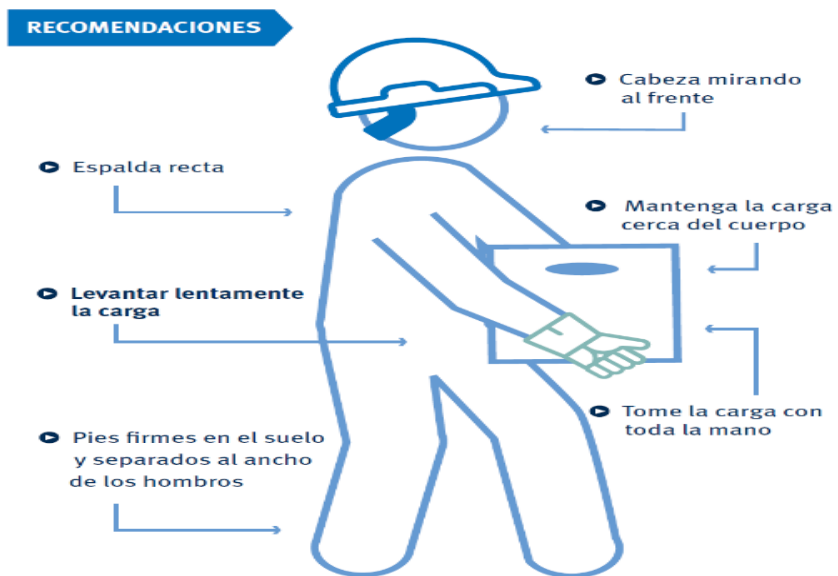 RECOMENDACIONES
Cabeza mirando
al frente
Espalda recta
Mantenga la carga
cerca del cuerpo
Levantar lentamente
la carga
Tome la carga con
toda la mano
Pies firmes en el suelo
y separados al ancho
de los hombros